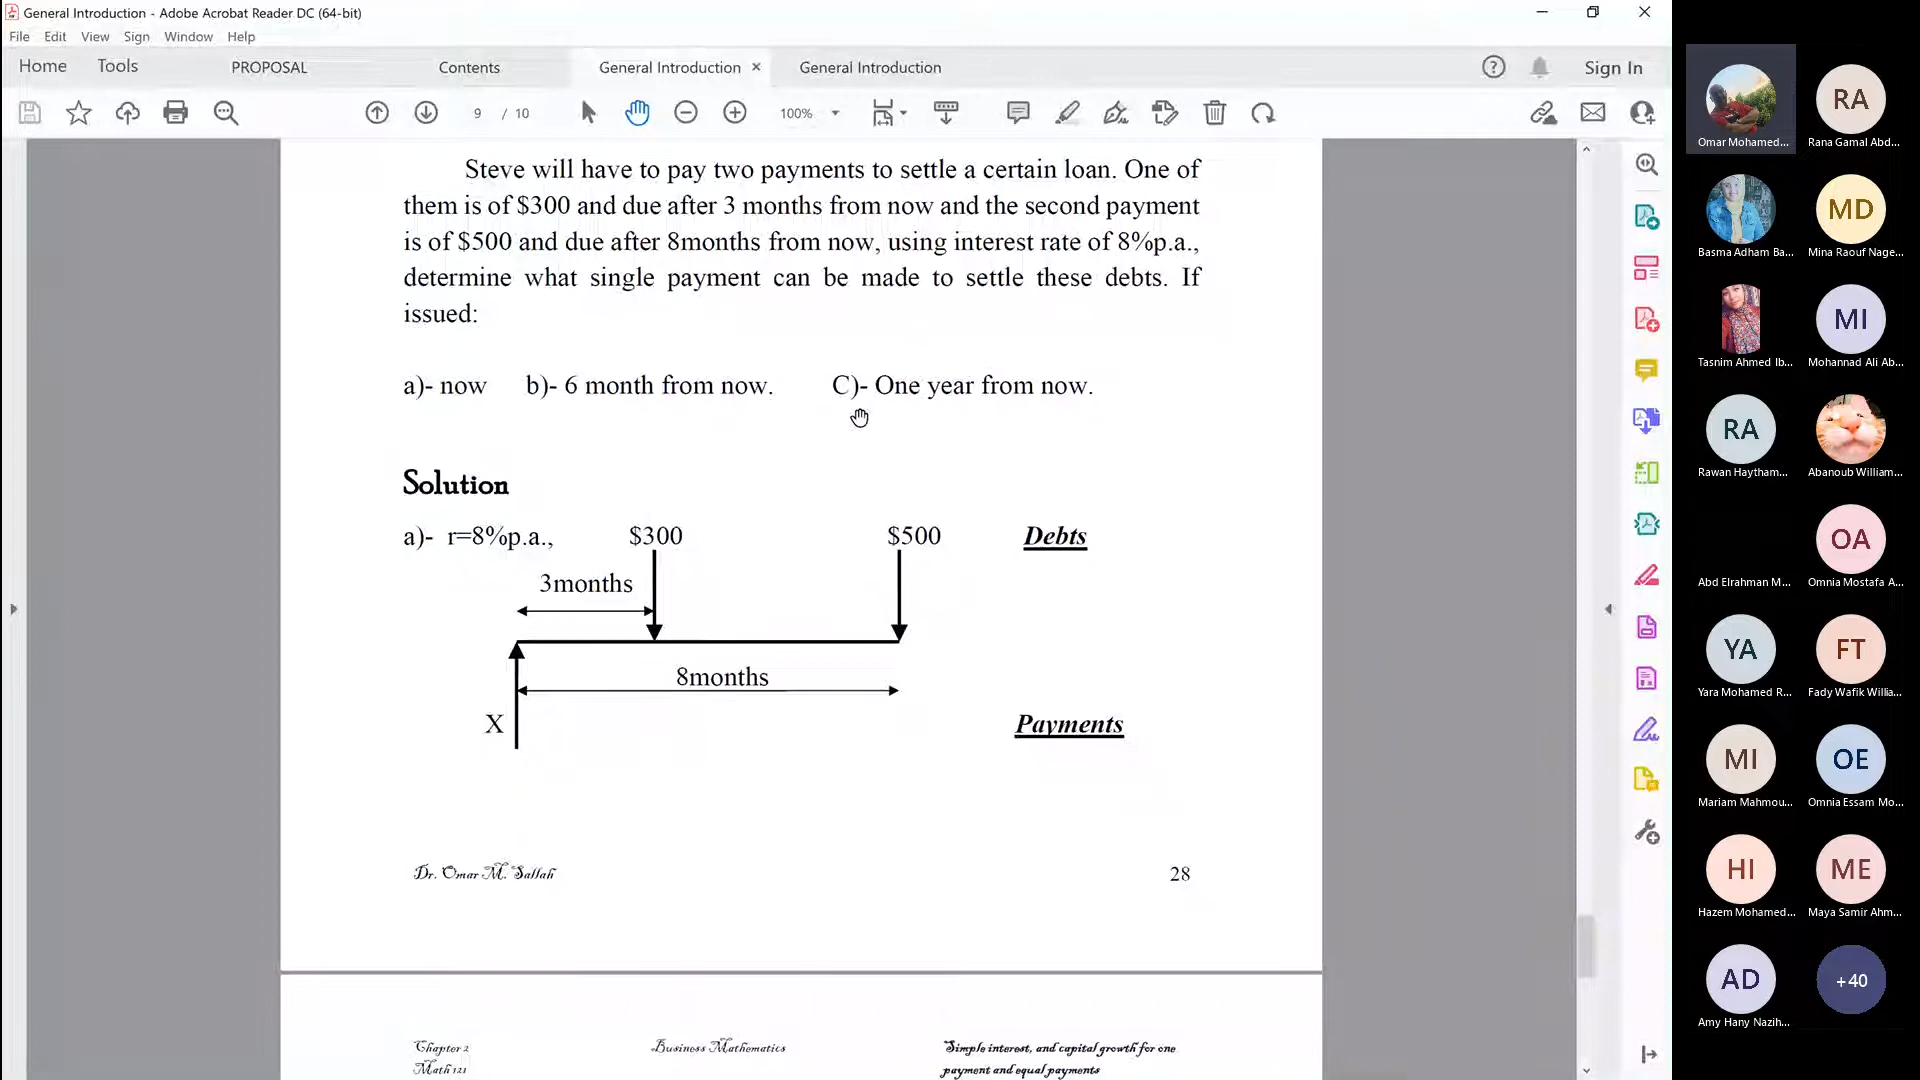 General Introduction - Adobe Acrobat Reader DC (64-bit)
File Edit View Sign Window Help
Home Tools PROPOSAL Contents General Introduction × General Introduction Sign In
9 / 10 100%
Steve will have to pay two payments to settle a certain loan. One of
them is of $300 and due after 3 months from now and the second payment
is of $500 and due after 8months from now, using interest rate of 8%p.a.,
determine what single payment can be made to settle these debts. If
issued:
a)- now b)- 6 month from now. C)- One year from now.
Solution
a)- r=8%p.a., $300 $500 Debts
3months
8months
X Payments
Dr. Omar M. Sallah 28
Chapter 2 Business Mathematics Simple interest, and capital growth for one
Math 121 payment and equal payments
RA
Omar Mohamed... Rana Gamal Abd...
MD
Basma Adham Ba... Mina Raouf Nage...
MI
Tasnim Ahmed Ib... Mohannad Ali Ab...
RA
Rawan Haytham... Abanoub William...
OA
Abd Elrahman M... Omnia Mostafa A...
YA FT
Yara Mohamed R... Fady Wafik Willia...
MI OE
Mariam Mahmou... Omnia Essam Mo...
HI ME
Hazem Mohamed... Maya Samir Ahm...
AD +40
Amy Hany Nazih...